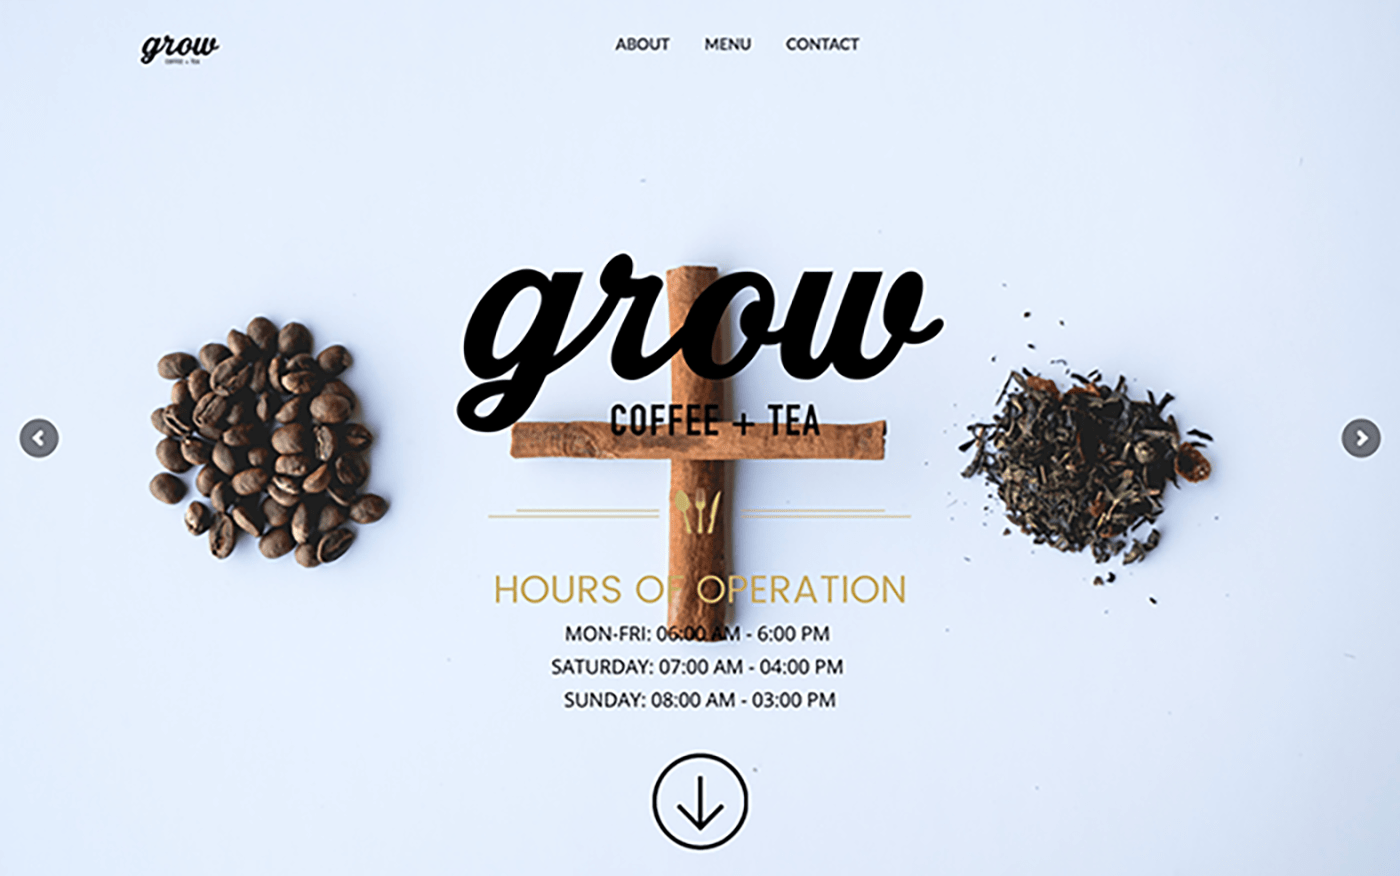 grow
coffee + tea
ABOUT MENU CONTACT
grow
COFFEE + TEA
HOURS OF OPERATION
MON-FRI: 06:00 AM - 6:00 PM
SATURDAY: 07:00 AM - 04:00 PM
SUNDAY: 08:00 AM - 03:00 PM